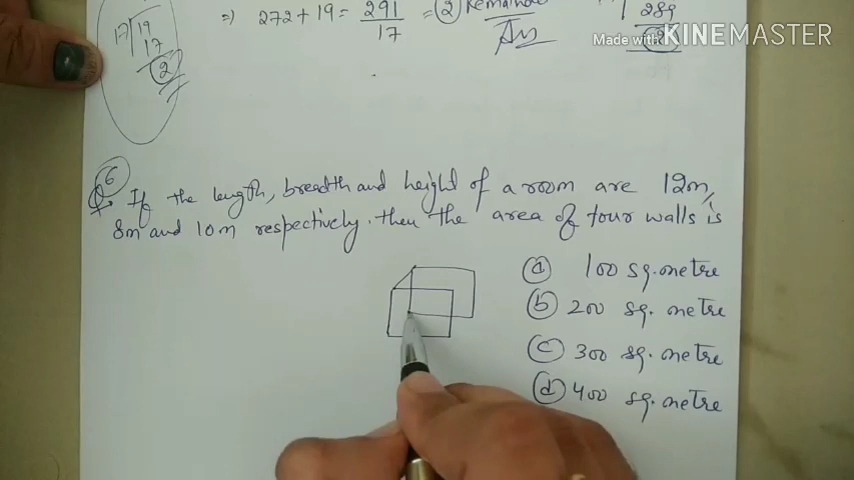 17 19
17
2
⇒ 272 + 19 = 291/17 = 2 Remainder
Ans
289
2
Made with KINEMASTER
Q. 6 If the length, breadth and height of a room are 12m,
8m and 10m respectively. then the area of four walls is
(a) 100 sq. metre
(b) 200 sq. metre
(c) 300 sq. metre
(d) 400 sq. metre